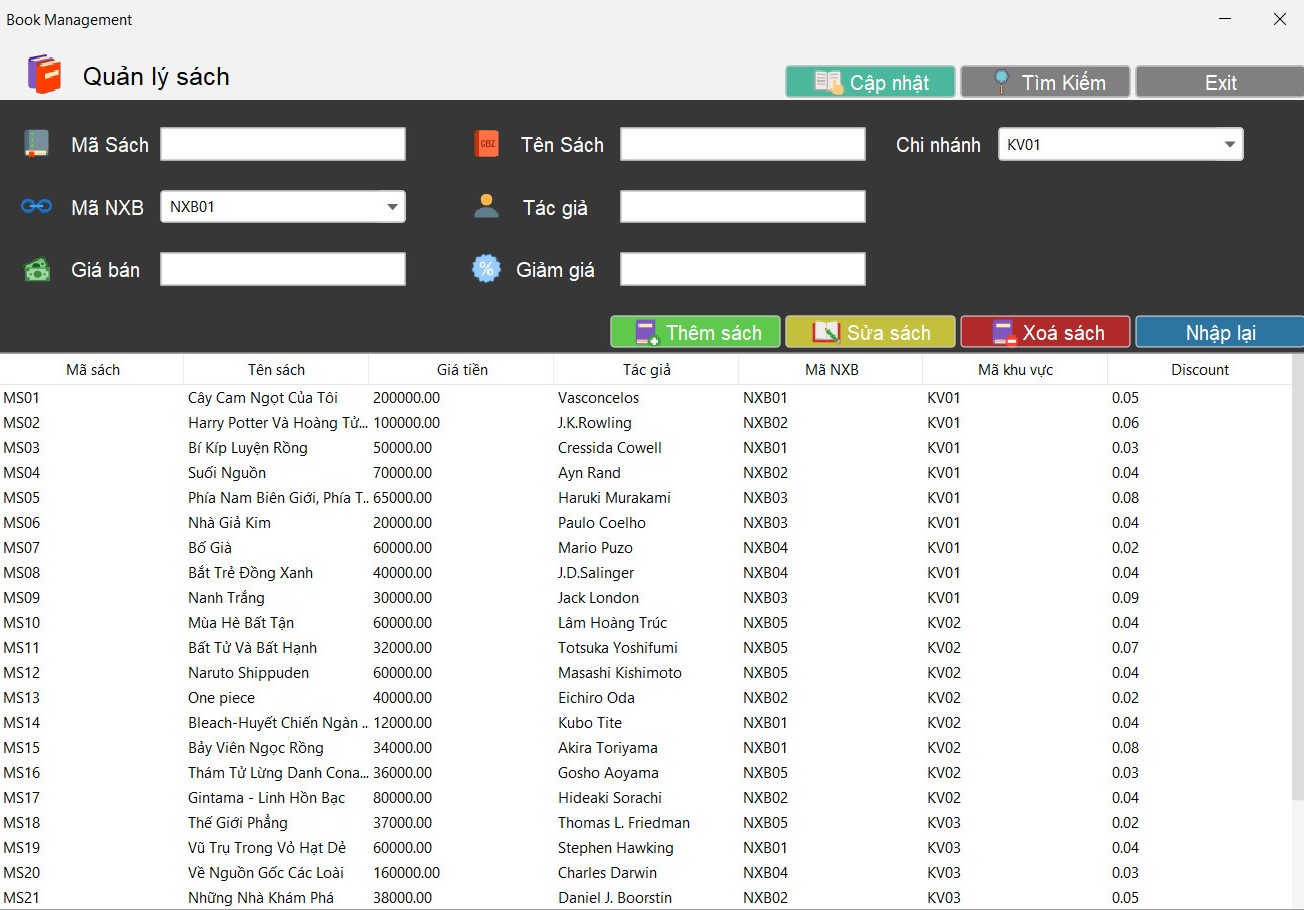 Book Management
Quản lý sách
Cập nhật Tìm Kiếm Exit
Mã Sách Tên Sách Chi nhánh KV01
CBZ
Mã NXB NXB01 Tác giả
Giá bán % Giảm giá
Thêm sách Sửa sách Xoá sách Nhập lại
Mã sách Tên sách Giá tiền Tác giả Mã NXB Mã khu vực Discount
MS01 Cây Cam Ngọt Của Tôi 200000.00 Vasconcelos NXB01 KV01 0.05
MS02 Harry Potter Và Hoàng Tử... 100000.00 J.K.Rowling NXB02 KV01 0.06
MS03 Bí Kíp Luyện Rồng 50000.00 Cressida Cowell NXB01 KV01 0.03
MS04 Suối Nguồn 70000.00 Ayn Rand NXB02 KV01 0.04
MS05 Phía Nam Biên Giới, Phía T.. 65000.00 Haruki Murakami NXB03 KV01 0.08
MS06 Nhà Giả Kim 20000.00 Paulo Coelho NXB03 KV01 0.04
MS07 Bố Già 60000.00 Mario Puzo NXB04 KV01 0.02
MS08 Bắt Trẻ Đồng Xanh 40000.00 J.D.Salinger NXB04 KV01 0.04
MS09 Nanh Trắng 30000.00 Jack London NXB03 KV01 0.09
MS10 Mùa Hè Bất Tận 60000.00 Lâm Hoàng Trúc NXB05 KV02 0.04
MS11 Bất Tử Và Bất Hạnh 32000.00 Totsuka Yoshifumi NXB05 KV02 0.07
MS12 Naruto Shippuden 60000.00 Masashi Kishimoto NXB05 KV02 0.04
MS13 One piece 40000.00 Eichiro Oda NXB02 KV02 0.02
MS14 Bleach-Huyết Chiến Ngàn .. 12000.00 Kubo Tite NXB01 KV02 0.04
MS15 Bảy Viên Ngọc Rồng 34000.00 Akira Toriyama NXB01 KV02 0.08
MS16 Thám Tử Lừng Danh Cona... 36000.00 Gosho Aoyama NXB05 KV02 0.03
MS17 Gintama - Linh Hồn Bạc 80000.00 Hideaki Sorachi NXB02 KV02 0.04
MS18 Thế Giới Phẳng 37000.00 Thomas L. Friedman NXB05 KV03 0.02
MS19 Vũ Trụ Trong Vỏ Hạt Dẻ 60000.00 Stephen Hawking NXB01 KV03 0.04
MS20 Về Nguồn Gốc Các Loài 160000.00 Charles Darwin NXB04 KV03 0.03
MS21 Những Nhà Khám Phá 38000.00 Daniel J. Boorstin NXB02 KV03 0.05